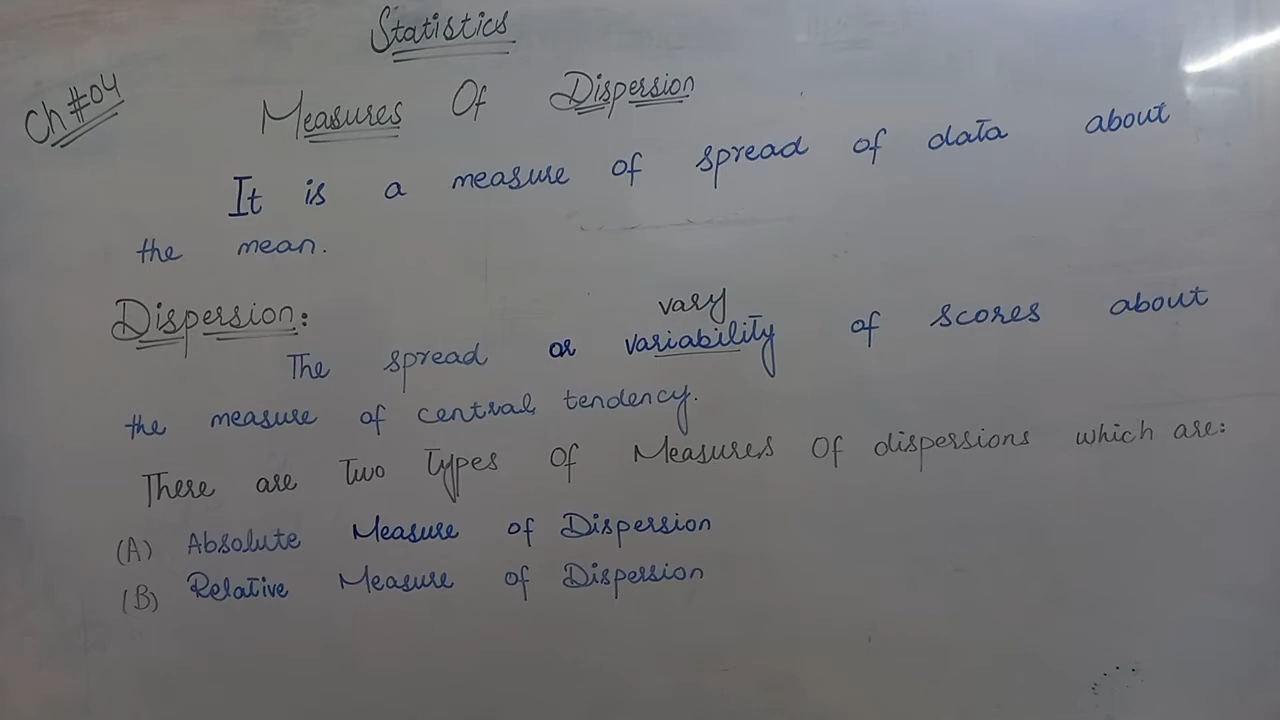 Statistics
Ch #04
Measures Of Dispersion
It is a measure of spread of data about
the mean.
Dispersion:
vary
The spread or variability of scores about
the measure of central tendency.
There are Two Types Of Measures Of dispersions which are:
(A) Absolute Measure of Dispersion
(B) Relative Measure of Dispersion